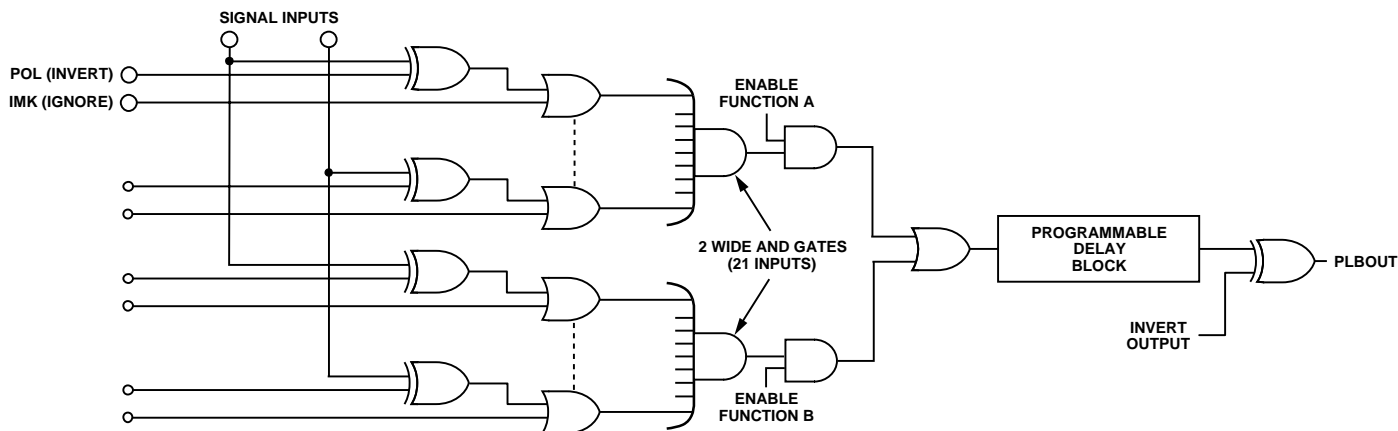 SIGNAL INPUTS
POL (INVERT)
IMK (IGNORE)
ENABLE
FUNCTION A
2 WIDE AND GATES
(21 INPUTS)
PROGRAMMABLE
DELAY
BLOCK
PLBOUT
INVERT
OUTPUT
ENABLE
FUNCTION B